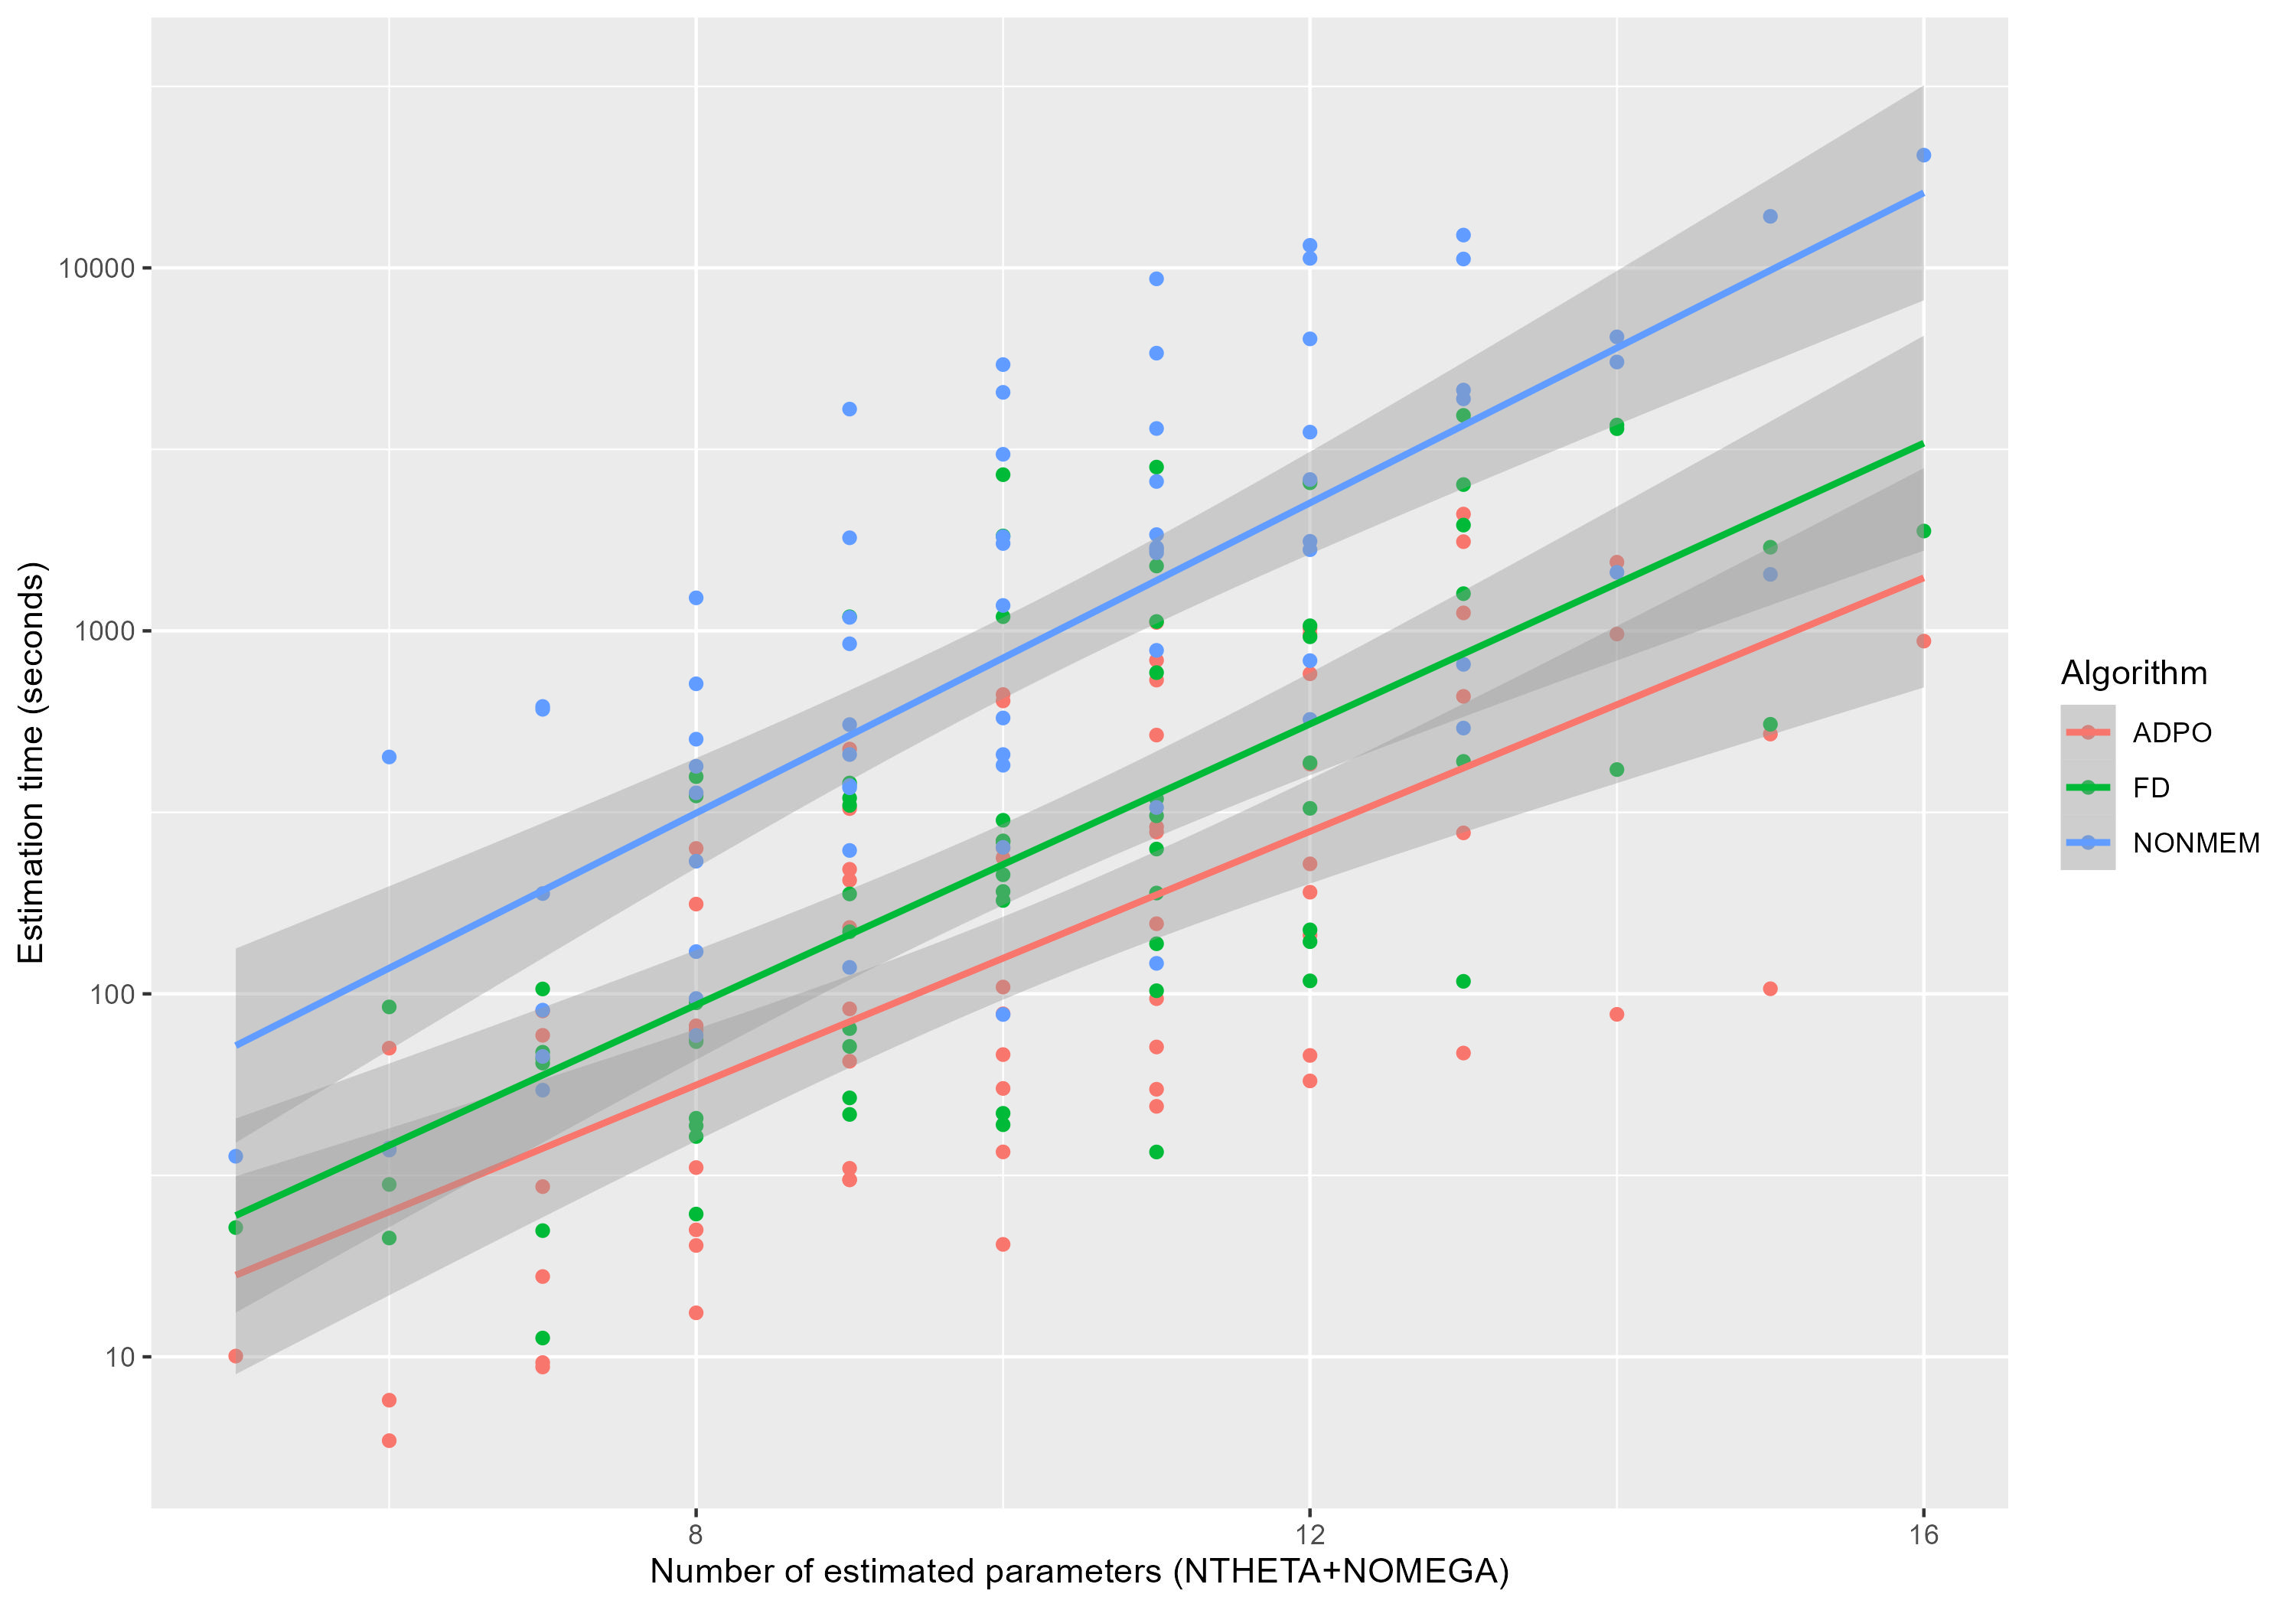 Estimation time (seconds)
10000
1000
100
10
8
12
16
Number of estimated parameters (NTHETA+NOMEGA)
Algorithm
ADPO
FD
NONMEM